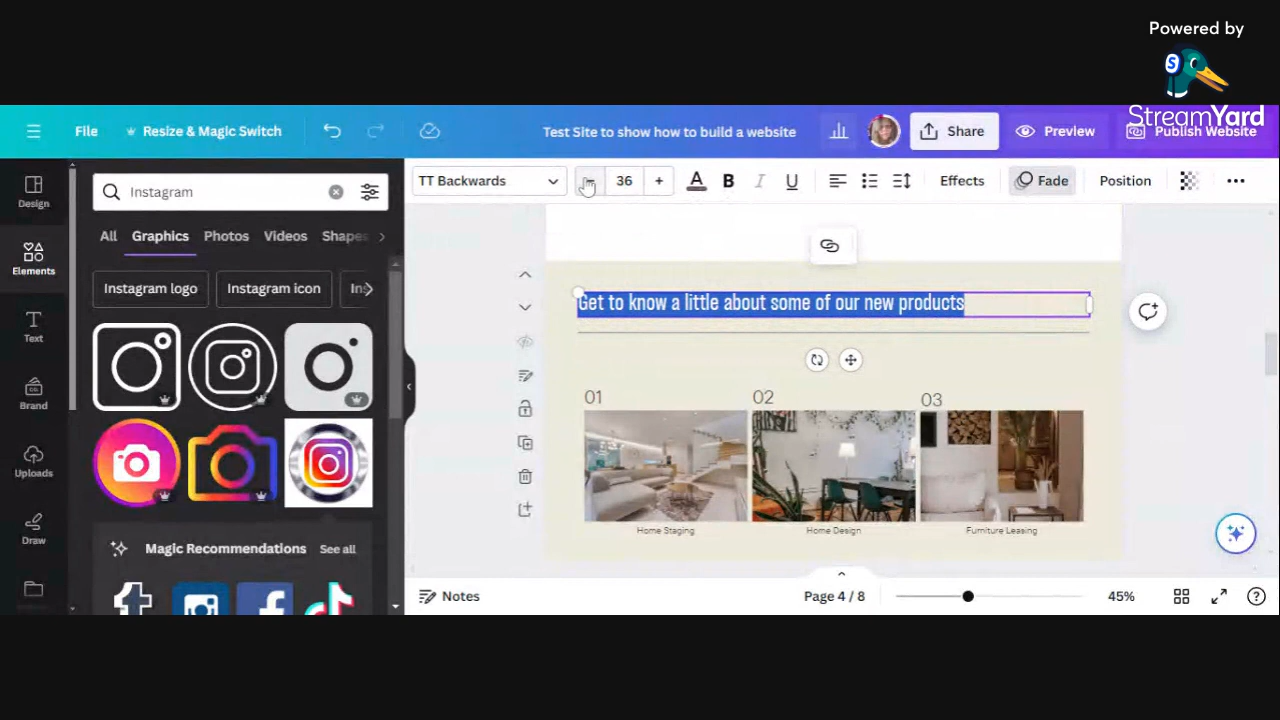 Powered by
StreamYard
File
Resize & Magic Switch
Test Site to show how to build a website
Share
Preview
Publish Website
Design
Elements
Text
Brand
Uploads
Draw
Instagram
All
Graphics
Photos
Videos
Shapes
Instagram logo
Instagram icon
Magic Recommendations
See all
TT Backwards
36
+
A
B
I
U
Effects
Fade
Position
Get to know a little about some of our new products
01
02
03
Home Staging
Home Design
Furniture Leasing
Notes
Page 4 / 8
45%